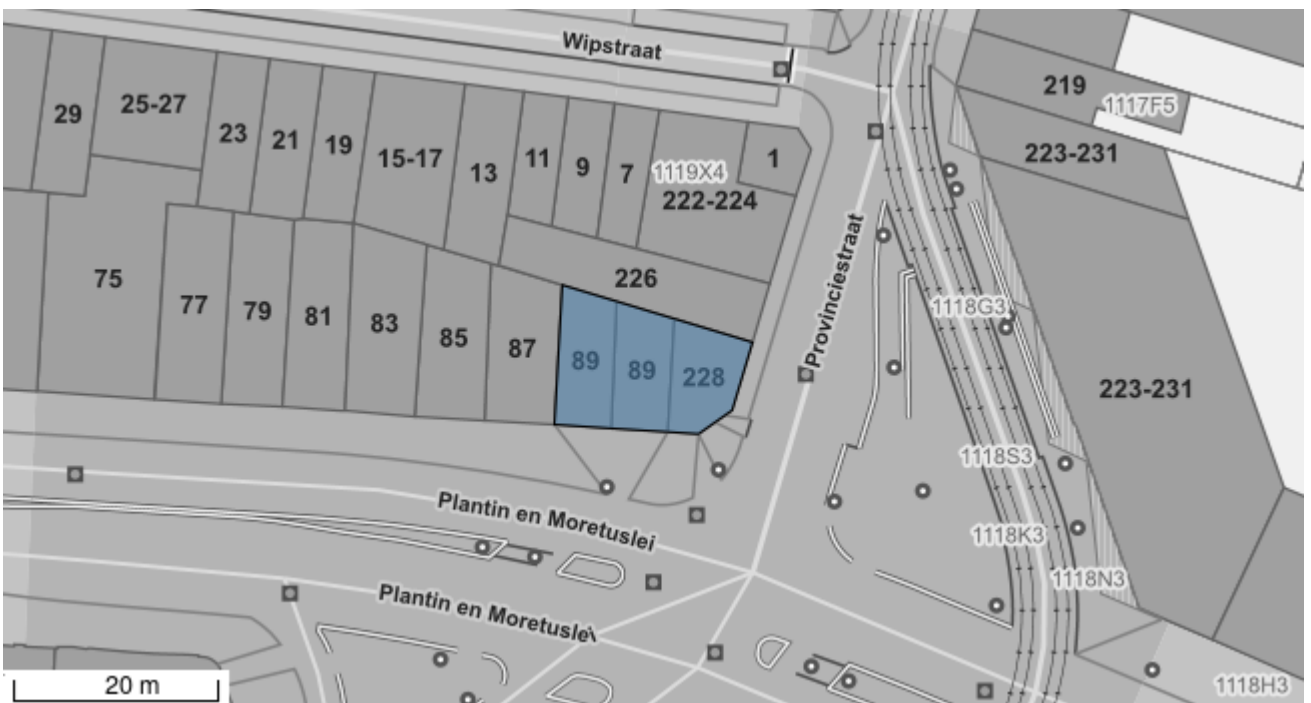 Wipstraat
29
25-27
23
21
19
15-17
13
11
9
7
1119X4
222-224
1
219
1117F5
223-231
75
77
79
81
83
85
87
226
89
89
228
Provinciestraat
1118G3
223-231
1118S3
1118K3
1118N3
1118H3
Plantin en Moretuslei
Plantin en Moretuslei
20 m